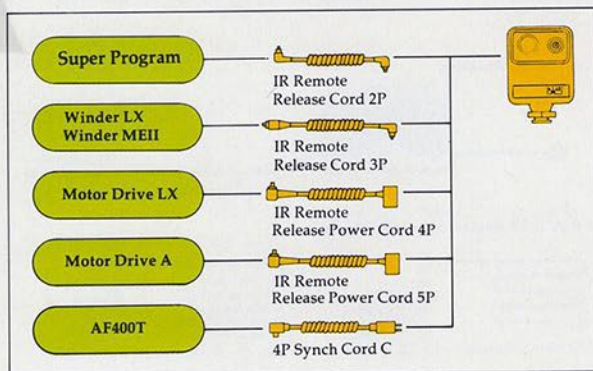 Super Program
IR Remote
Release Cord 2P
Winder LX
Winder MEII
IR Remote
Release Cord 3P
Motor Drive LX
IR Remote
Release Power Cord 4P
Motor Drive A
IR Remote
Release Power Cord 5P
AF400T
4P Synch Cord C